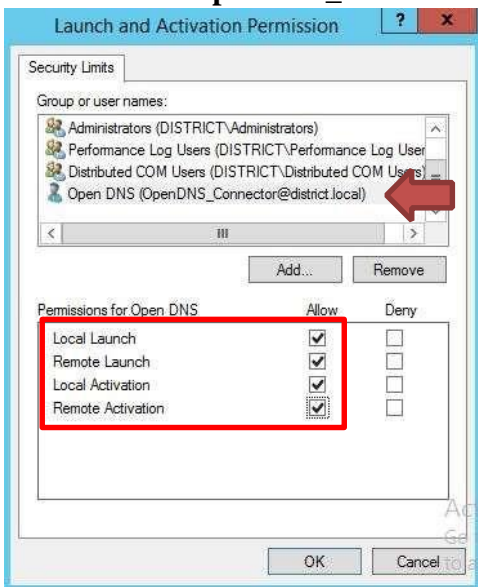 Launch and Activation Permission ? x
Security Limits
Group or user names:
Administrators (DISTRICT\Administrators)
Performance Log Users (DISTRICT\Performance Log User
Distributed COM Users (DISTRICT\Distributed COM Users)
Open DNS (OpenDNS_Connector@district.local)
Add... Remove
Permissions for Open DNS Allow Deny
Local Launch
Remote Launch
Local Activation
Remote Activation
OK Cancel